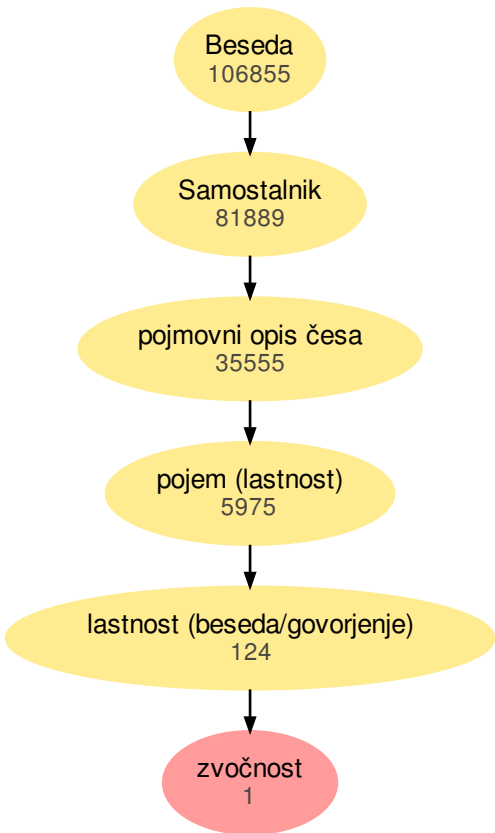 Beseda
106855
Samostalnik
81889
pojmovni opis česa
35555
pojem (lastnost)
5975
lastnost (beseda/govorjenje)
124
zvočnost
1